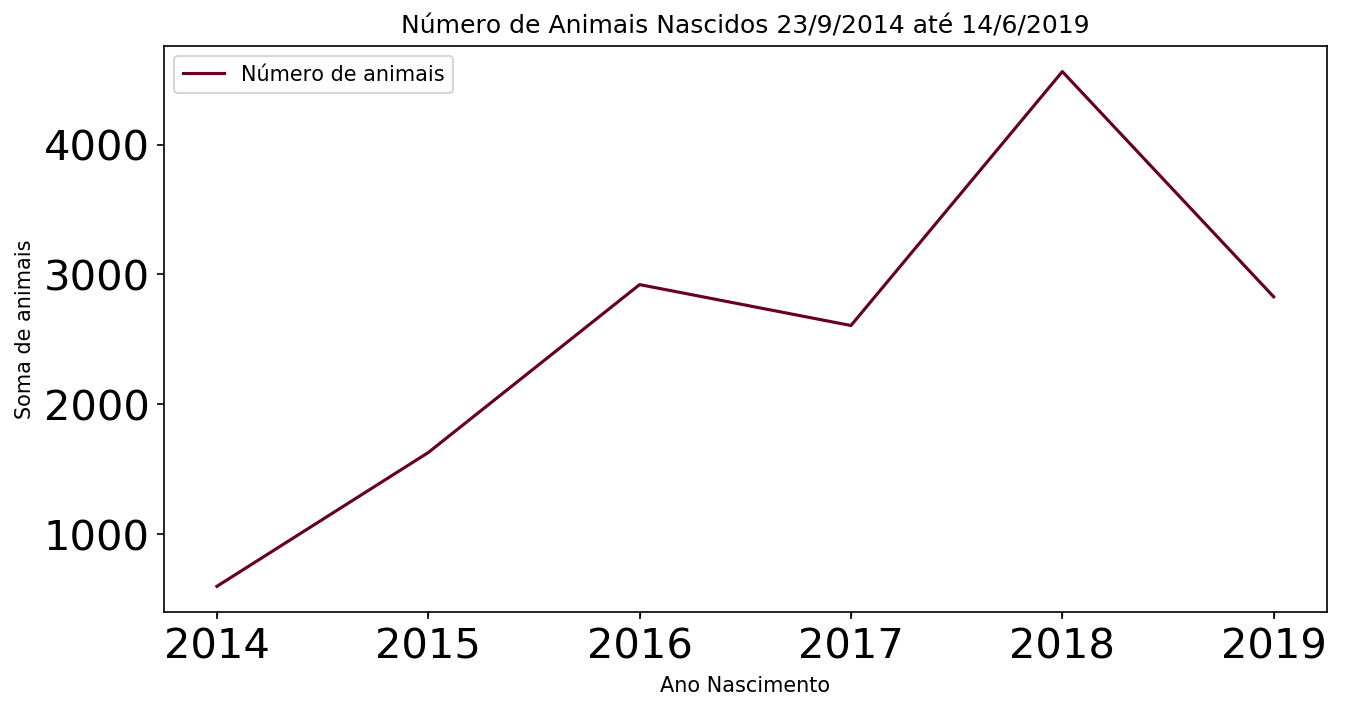 Número de Animais Nascidos 23/9/2014 até 14/6/2019
Número de animais
4000
3000
2000
1000
Soma de animais
2014 2015 2016 2017 2018 2019
Ano Nascimento